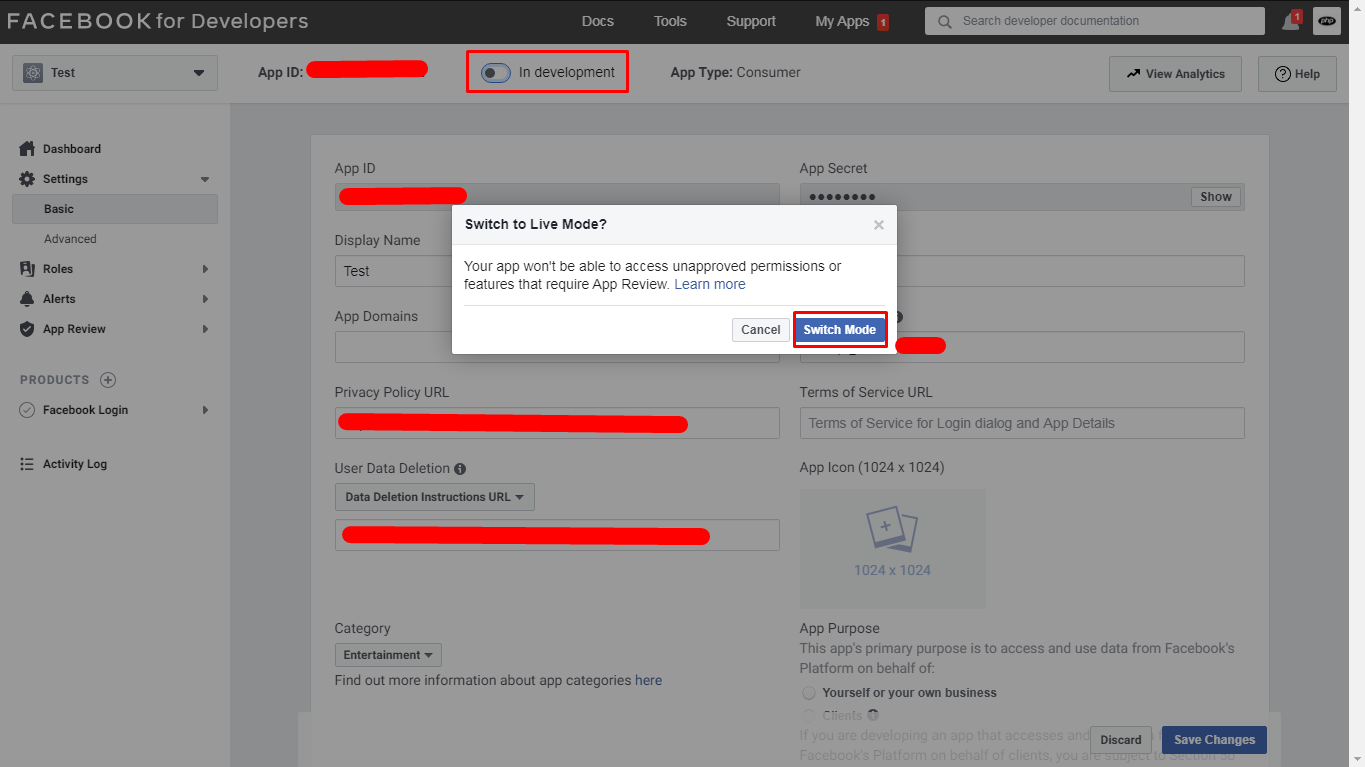 FACEBOOK for Developers
Docs
Tools
Support
My Apps 1
Search developer documentation
1
php
Test
App ID:
In development
App Type: Consumer
View Analytics
Help
Dashboard
Settings
Basic
Advanced
Roles
Alerts
App Review
PRODUCTS
Facebook Login
Activity Log
App ID
App Secret
Show
Display Name
Test
App Domains
Switch to Live Mode?
Your app won't be able to access unapproved permissions or
features that require App Review. Learn more
Cancel
Switch Mode
Privacy Policy URL
Terms of Service URL
Terms of Service for Login dialog and App Details
User Data Deletion
Data Deletion Instructions URL
App Icon (1024 x 1024)
1024 x 1024
Category
Entertainment
Find out more information about app categories here
App Purpose
This app's primary purpose is to access and use data from Facebook's
Platform on behalf of:
Yourself or your own business
Clients
If you are developing an app that accesses and
Facebook's Platform on behalf of clients, you are subject to Section 5b
Discard
Save Changes